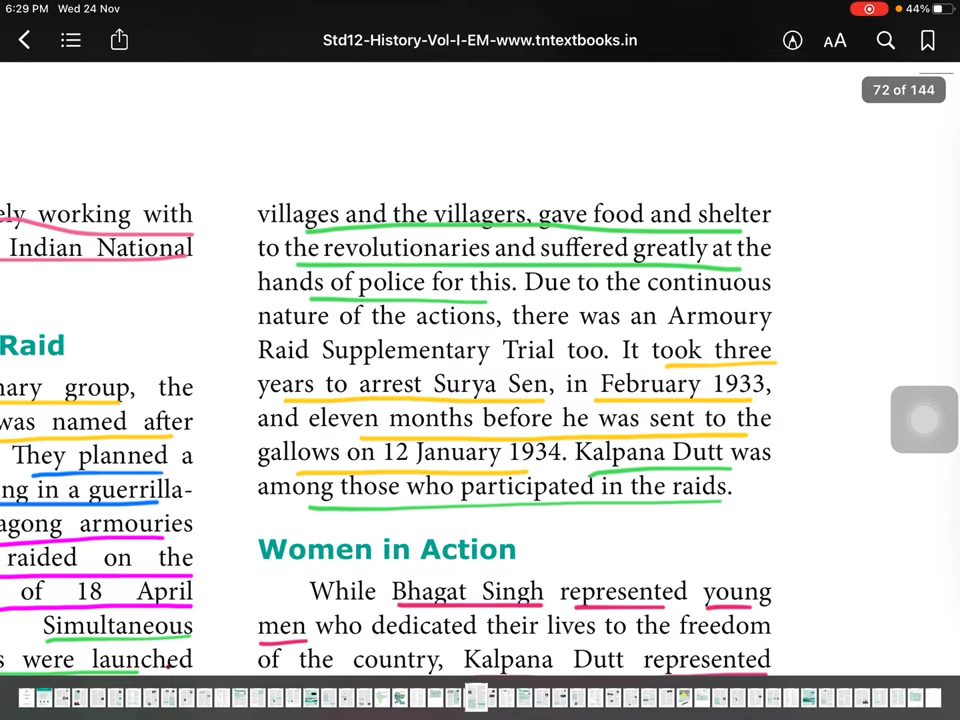 6:29 PM Wed 24 Nov
44%
Std12-History-Vol-I-EM-www.tntextbooks.in
AA
72 of 144
working with
Indian National
Raid
group, the
was named after
They planned a
in a guerrilla-
armouries
raided on the
of 18 April
Simultaneous
were launched
villages and the villagers, gave food and shelter
to the revolutionaries and suffered greatly at the
hands of police for this. Due to the continuous
nature of the actions, there was an Armoury
Raid Supplementary Trial too. It took three
years to arrest Surya Sen, in February 1933,
and eleven months before he was sent to the
gallows on 12 January 1934. Kalpana Dutt was
among those who participated in the raids.
Women in Action
While Bhagat Singh represented young
men who dedicated their lives to the freedom
of the country, Kalpana Dutt represented